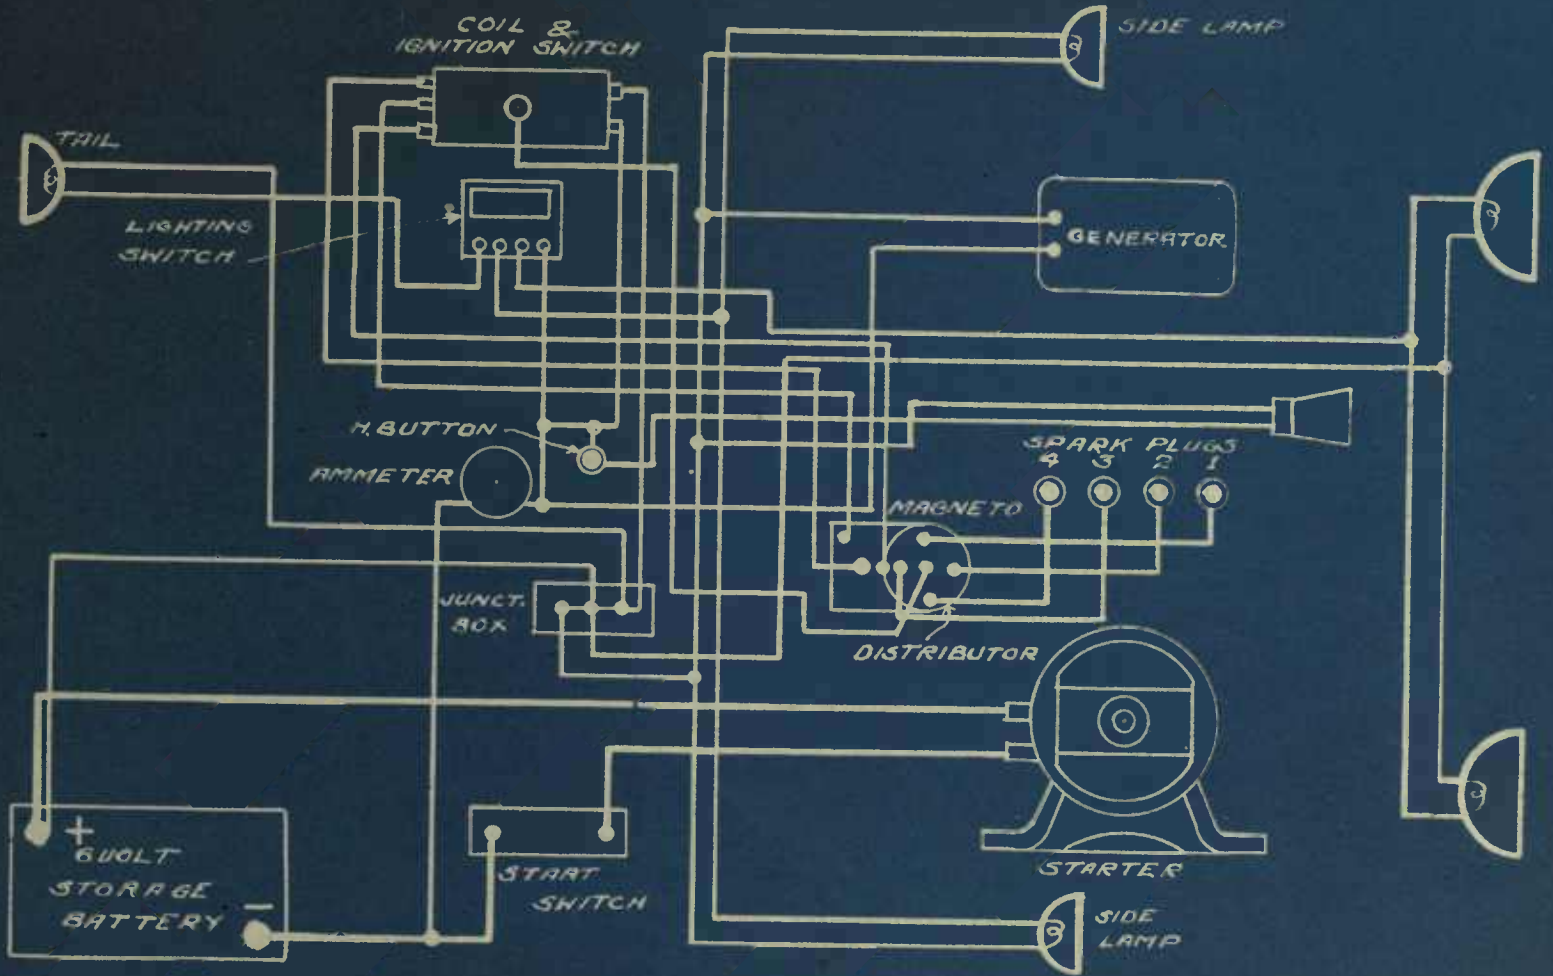 COIL &
IGNITION SWITCH
SIDE LAMP
TAIL
LIGHTING
SWITCH
GENERATOR
H. BUTTON
AMMETER
SPARK PLUGS
4 3 2 1
MAGNETO
JUNCT.
BOX
DISTRIBUTOR
+
6 VOLT
STORAGE
BATTERY
-
START
SWITCH
STARTER
SIDE
LAMP